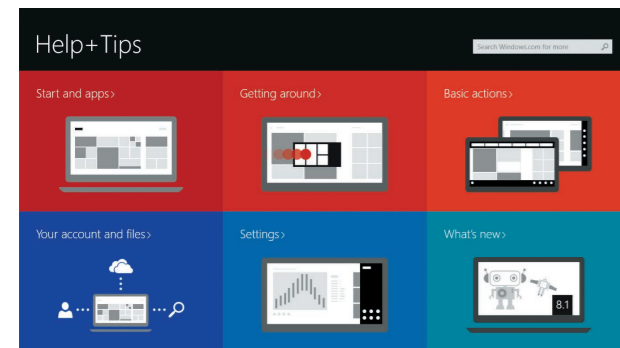 Help+Tips
Search Windows.com for more
Start and apps>
Getting around>
Basic actions>
Your account and files>
Settings>
What's new>
8.1